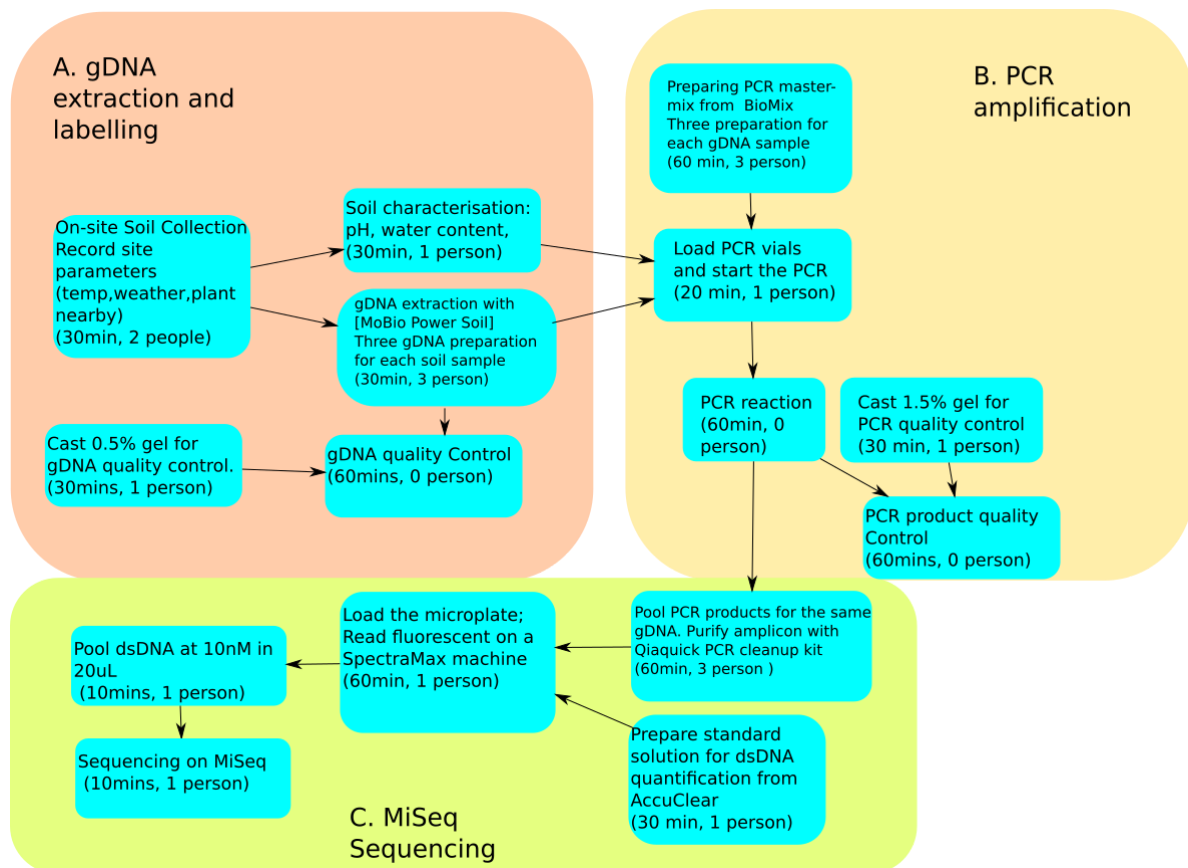 A. gDNA
extraction and
labelling
On-site Soil Collection
Record site
parameters
(temp,weather,plant
nearby)
(30min, 2 people)
Soil characterisation:
pH, water content,
(30min, 1 person)
gDNA extraction with
[MoBio Power Soil]
Three gDNA preparation
for each soil sample
(30min, 3 person)
Cast 0.5% gel for
gDNA quality control.
(30mins, 1 person)
gDNA quality Control
(60mins, 0 person)
B. PCR
amplification
Preparing PCR master-
mix from BioMix
Three preparation for
each gDNA sample
(60 min, 3 person)
Load PCR vials
and start the PCR
(20 min, 1 person)
PCR reaction
(60min, 0
person)
Cast 1.5% gel for
PCR quality control
(30 min, 1 person)
PCR product quality
Control
(60mins, 0 person)
Pool PCR products for the same
gDNA. Purify amplicon with
Qiaquick PCR cleanup kit
(60min, 3 person )
Load the microplate;
Read fluorescent on a
SpectraMax machine
(60min, 1 person)
Pool dsDNA at 10nM in
20uL
(10mins, 1 person)
Sequencing on MiSeq
(10mins, 1 person)
Prepare standard
solution for dsDNA
quantification from
AccuClear
(30 min, 1 person)
C. MiSeq
Sequencing